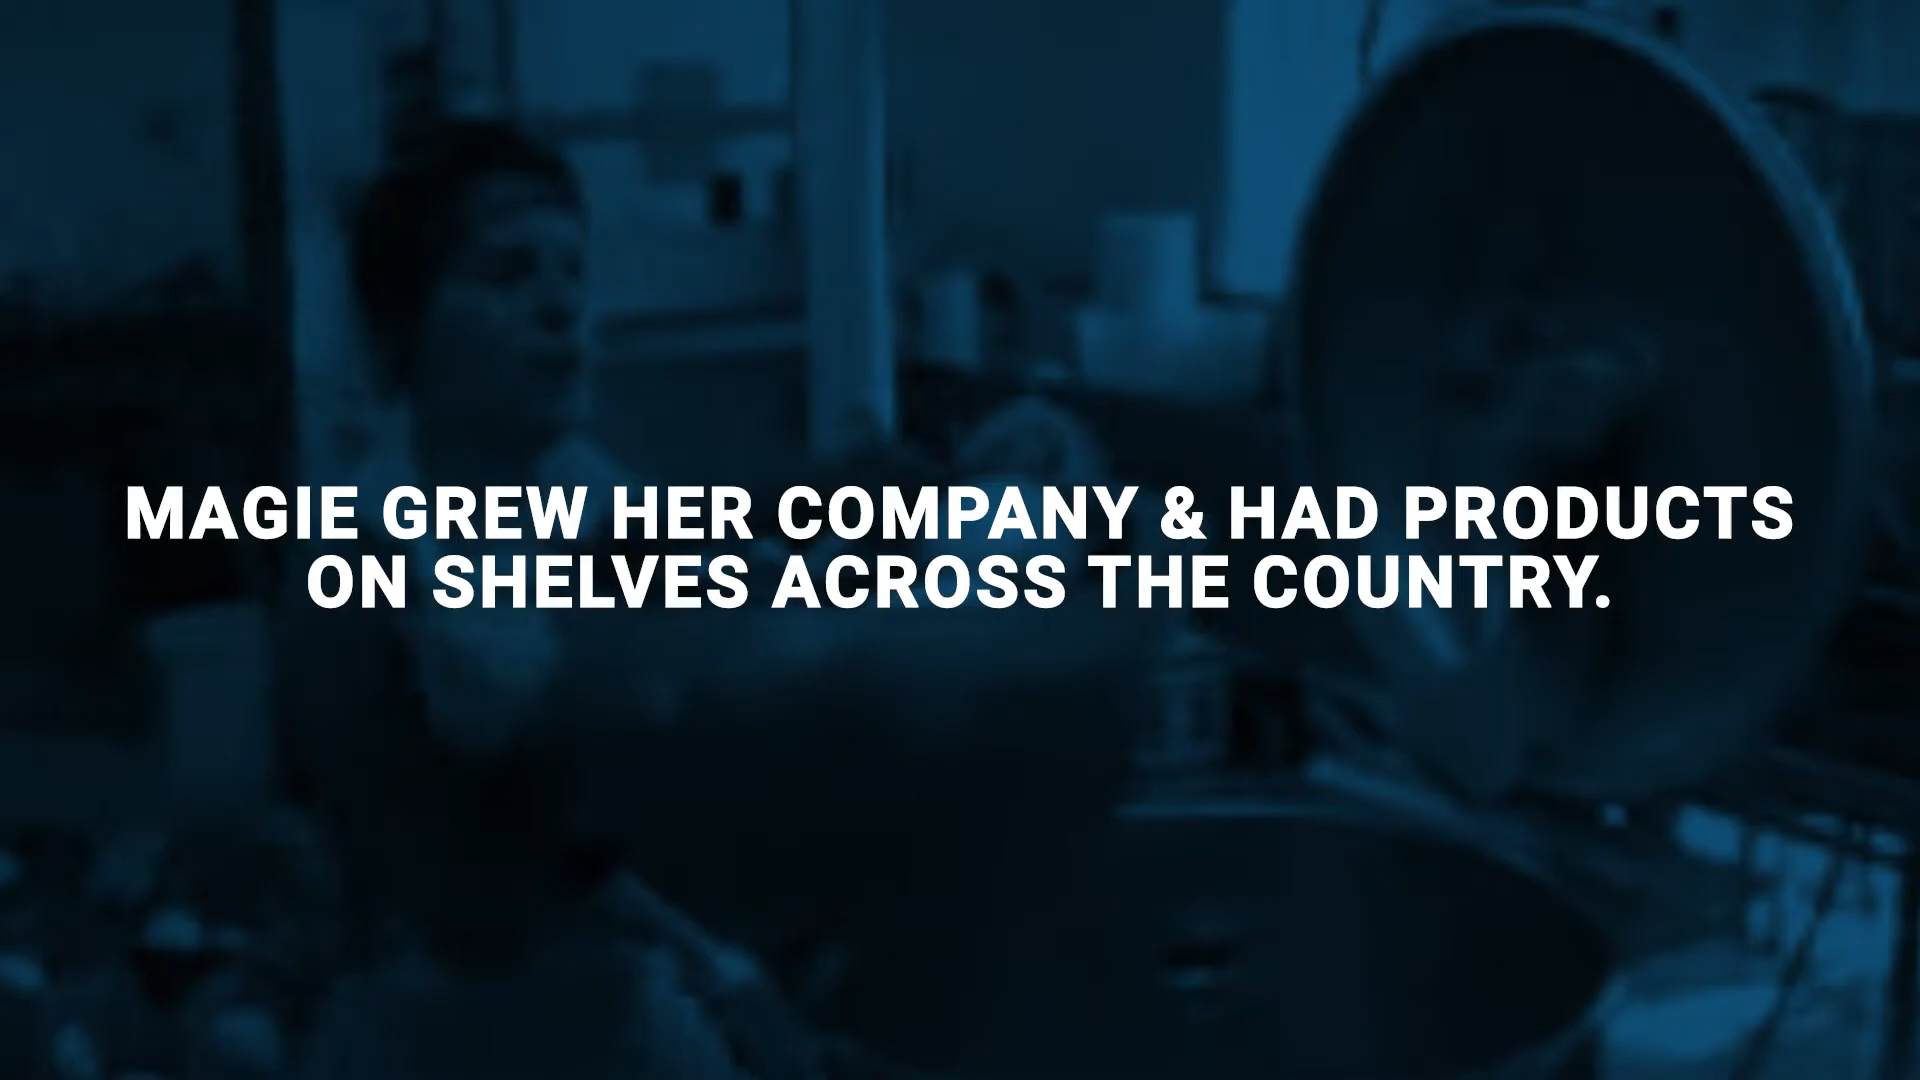 MAGIE GREW HER COMPANY & HAD PRODUCTS
ON SHELVES ACROSS THE COUNTRY.